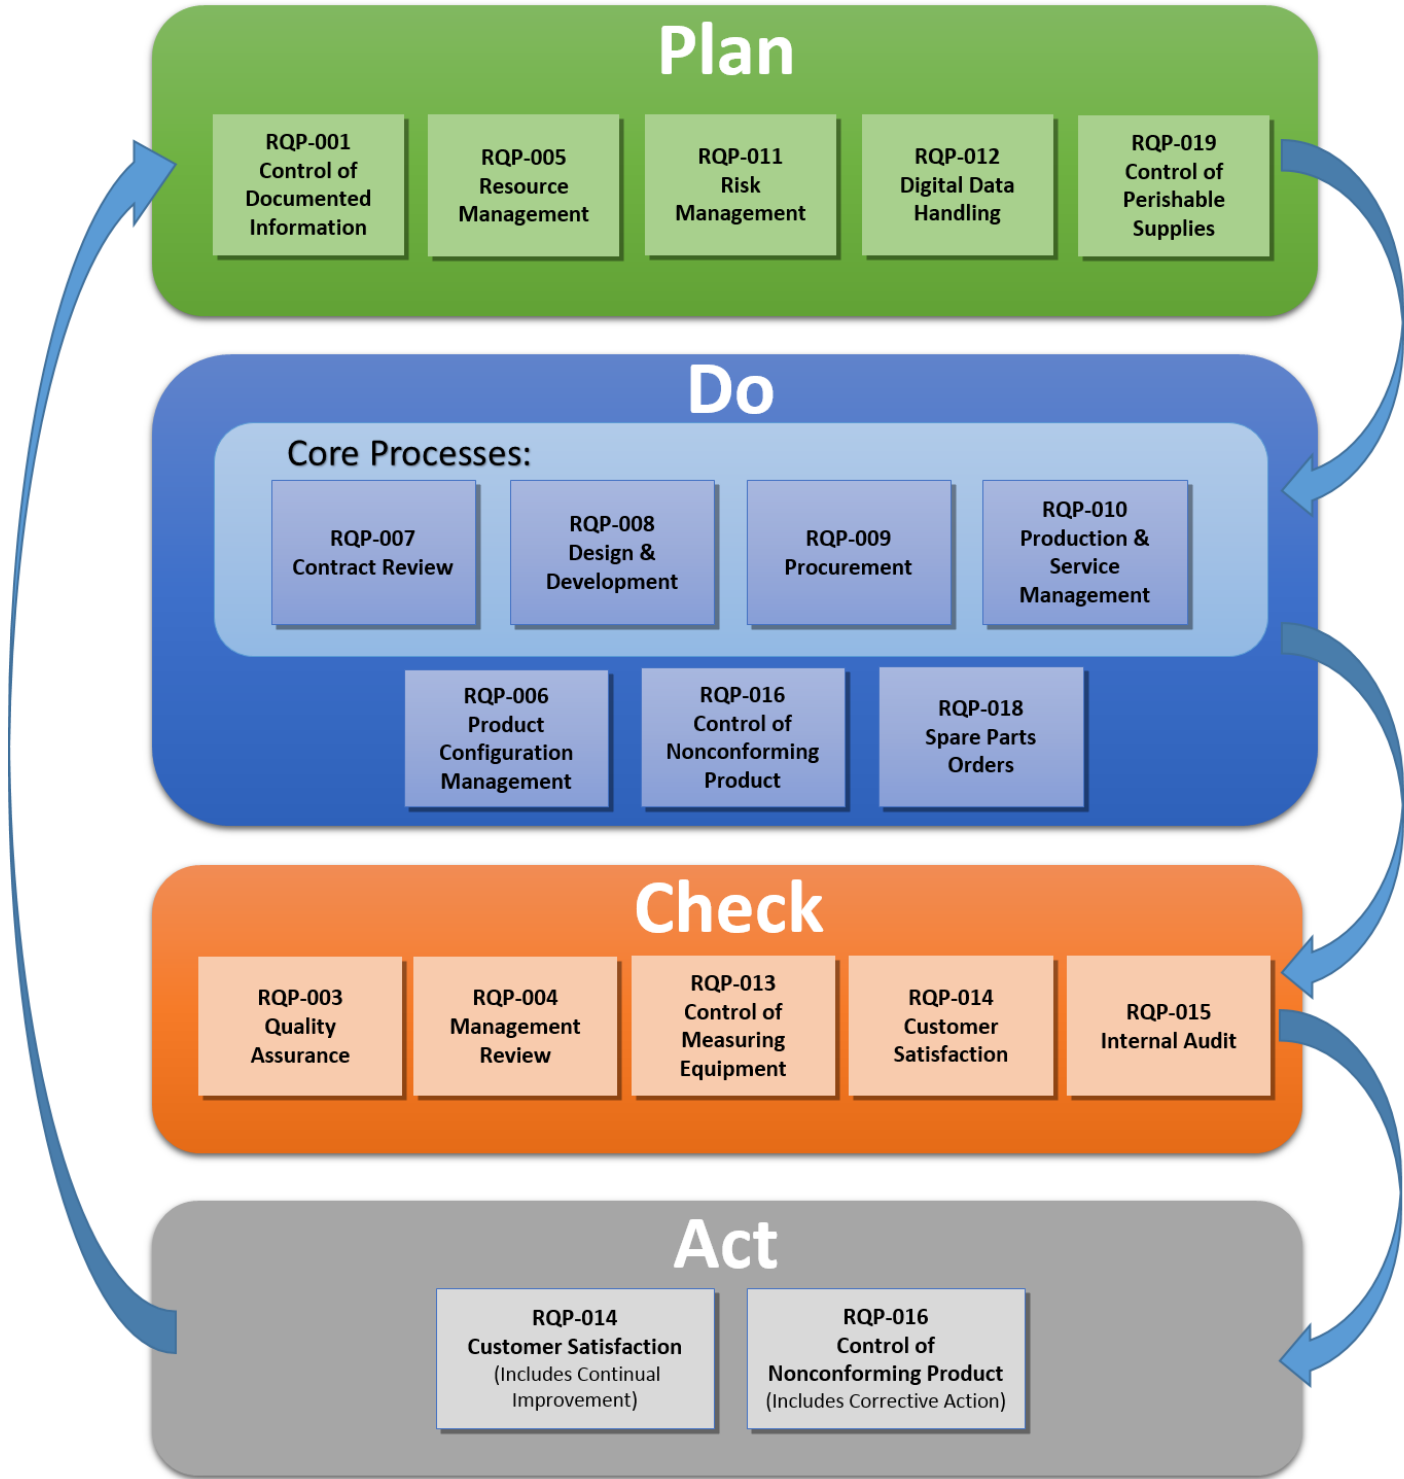 Plan
RQP-001
Control of
Documented
Information
RQP-005
Resource
Management
RQP-011
Risk
Management
RQP-012
Digital Data
Handling
RQP-019
Control of
Perishable
Supplies
Do
Core Processes:
RQP-007
Contract Review
RQP-008
Design &
Development
RQP-009
Procurement
RQP-010
Production &
Service
Management
RQP-006
Product
Configuration
Management
RQP-016
Control of
Nonconforming
Product
RQP-018
Spare Parts
Orders
Check
RQP-003
Quality
Assurance
RQP-004
Management
Review
RQP-013
Control of
Measuring
Equipment
RQP-014
Customer
Satisfaction
RQP-015
Internal Audit
Act
RQP-014
Customer Satisfaction
(Includes Continual
Improvement)
RQP-016
Control of
Nonconforming Product
(Includes Corrective Action)